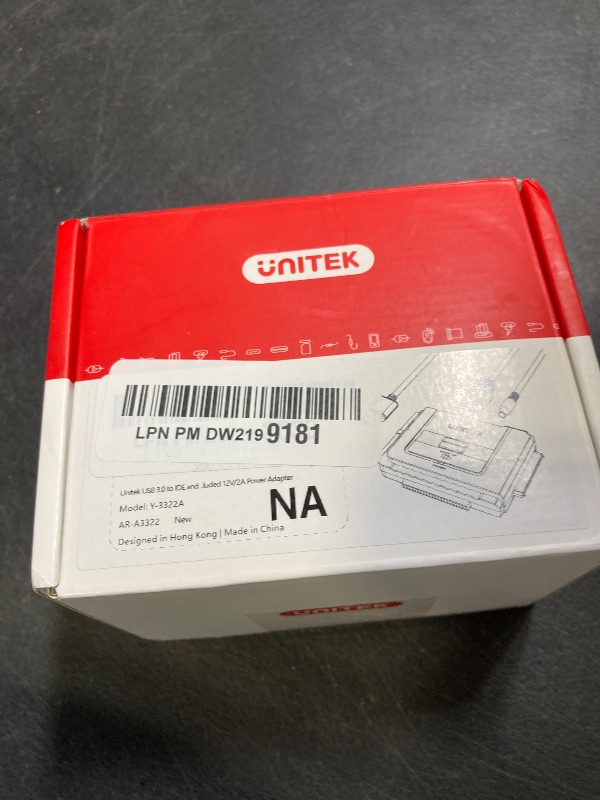 UNITEK
LPN PM DW219 9181
Unitek USB 3.0 to IDE and .luded 12V/2A Power Adapter
Model: Y-3322A
NA
AR-A3322 New
Designed in Hong Kong | Made in China
UNITEK